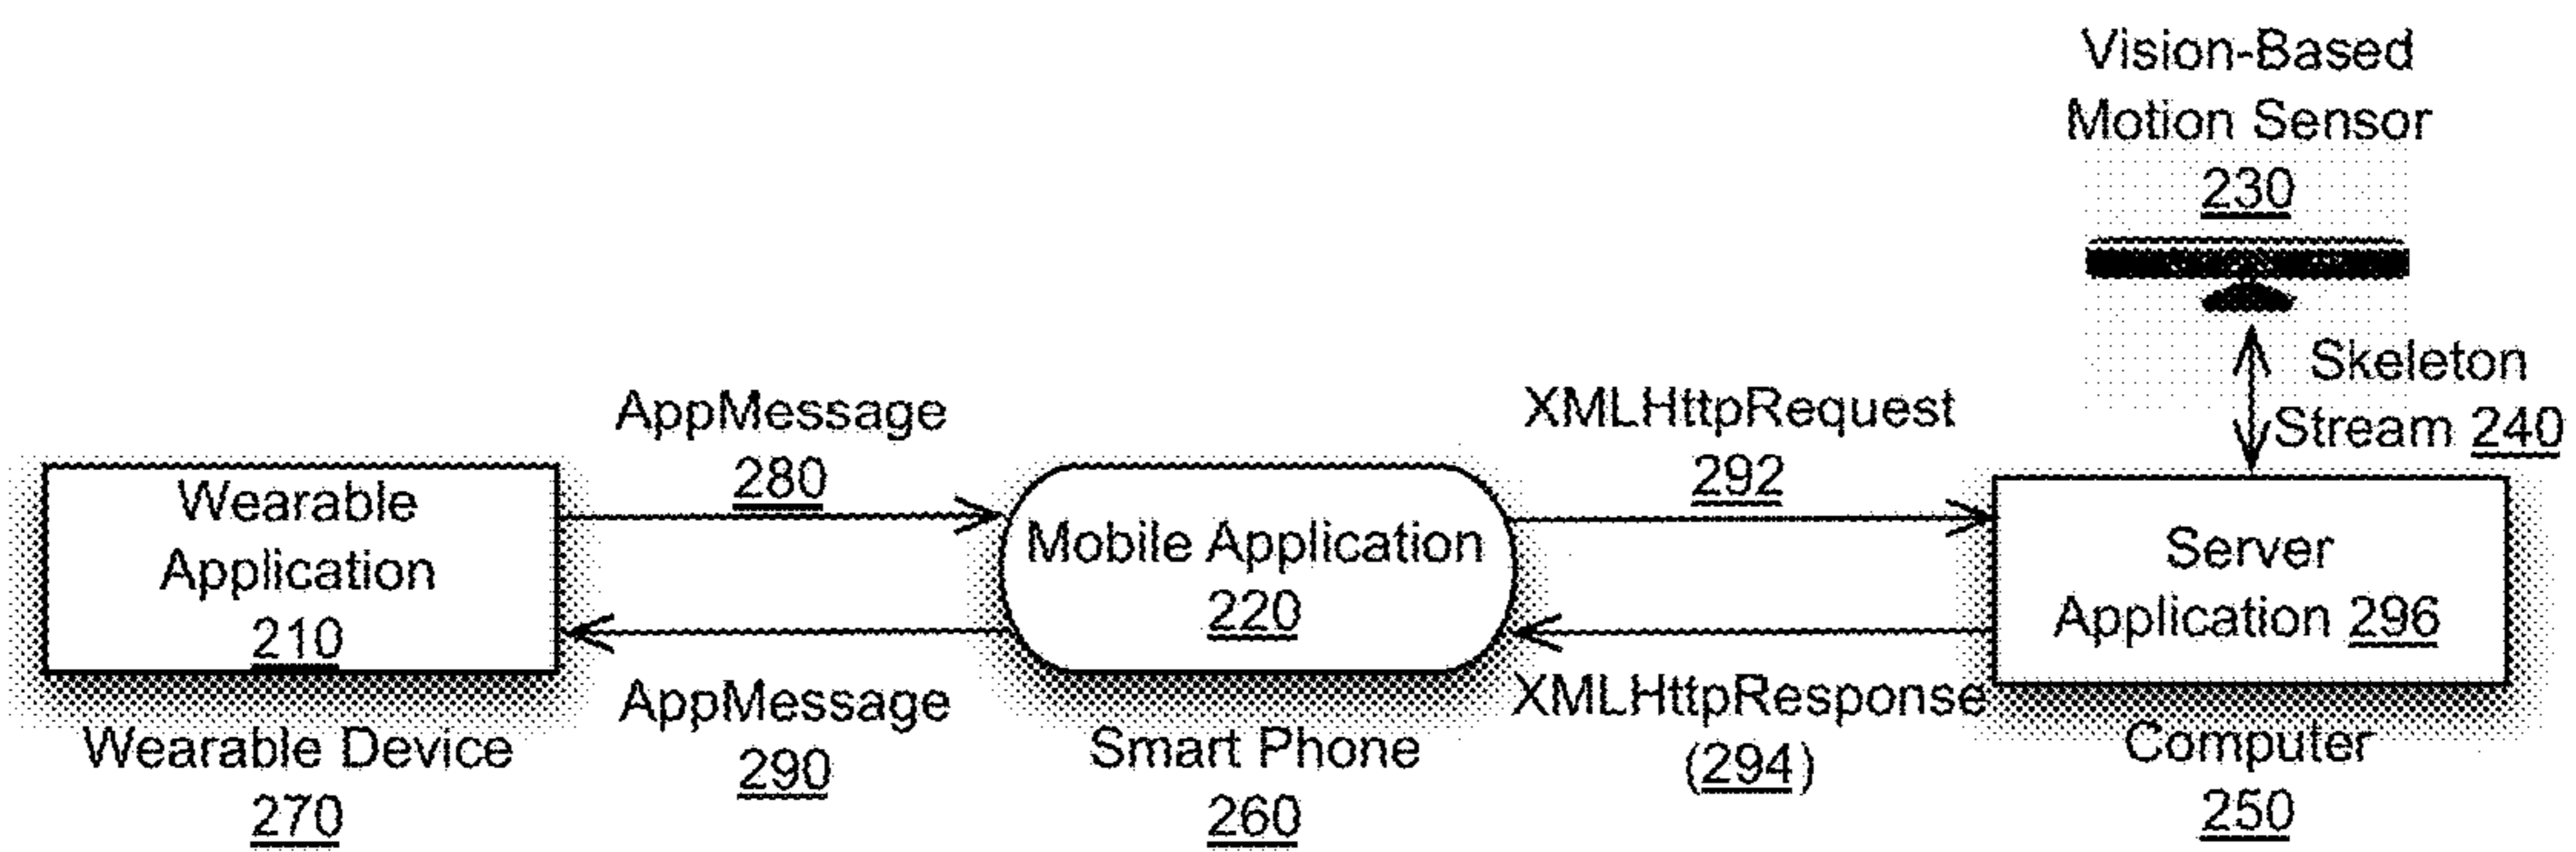 Vision-Based
Motion Sensor
230
Skeleton
Stream 240
AppMessage
280
XMLHttpRequest
292
Wearable
Application
210
Mobile Application
220
Server
Application 296
AppMessage
290
XMLHttpResponse
(294)
Wearable Device
270
Smart Phone
260
Computer
250